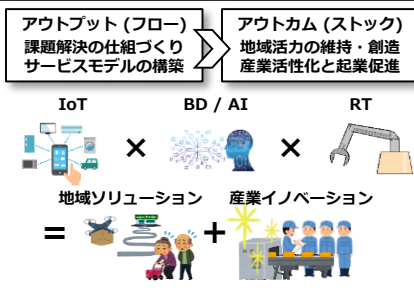 アウトプット (フロー)
課題解決の仕組づくり
サービスモデルの構築
アウトカム (ストック)
地域活力の維持・創造
産業活性化と起業促進
IoT × BD / AI × RT
地域ソリューション 産業イノベーション
= +